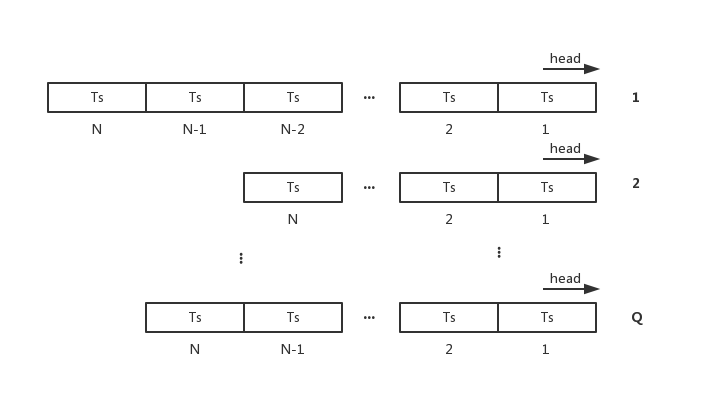 head
Ts Ts Ts ... Ts Ts 1
N N-1 N-2 2 1
head
Ts ... Ts Ts 2
N 2 1
head
Ts Ts ... Ts Ts Q
N N-1 2 1